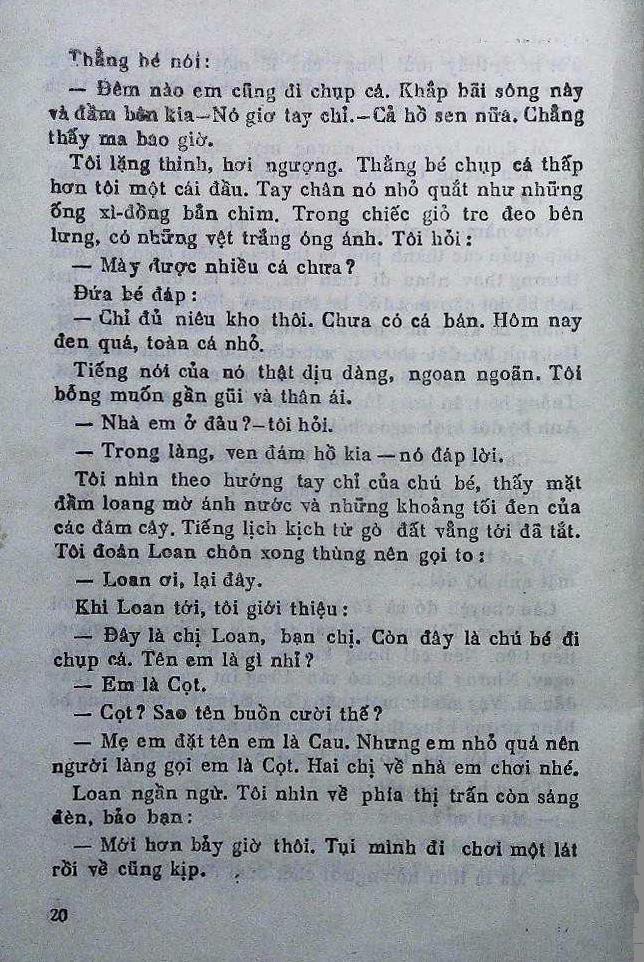 Thằng bé nói:
— Đêm nào em cũng đi chụp cá. Khắp bãi sông này
và đầm bên kia—Nó giơ tay chỉ.—Cả hồ sen nữa. Chẳng
thấy ma bao giờ.
Tôi lặng thinh, hơi ngượng. Thằng bé chụp cá thấp
hơn tôi một cái đầu. Tay chân nó nhỏ quắt như những
ống xì-đồng bắn chim. Trong chiếc giỏ tre đeo bên
lưng, có những vệt trắng óng ánh. Tôi hỏi:
— Mày được nhiều cá chưa?
Đứa bé đáp:
— Chỉ đủ niêu kho thôi. Chưa có cá bán. Hôm nay
đen quá, toàn cá nhỏ.
Tiếng nói của nó thật dịu dàng, ngoan ngoãn. Tôi
bỗng muốn gần gũi và thân ái.
— Nhà em ở đâu?—tôi hỏi.
— Trong làng, ven đám hồ kia—nó đáp lời.
Tôi nhìn theo hướng tay chỉ của chú bé, thấy mặt
đầm loang mờ ánh nước và những khoảng tối đen của
các đám cây. Tiếng lịch kịch từ gò đất vẳng tới đã tắt.
Tôi đoán Loan chôn xong thùng nên gọi to:
— Loan ơi, lại đây.
Khi Loan tới, tôi giới thiệu:
— Đây là chị Loan, bạn chị. Còn đây là chú bé đi
chụp cá. Tên em là gì nhỉ?
— Em là Cọt.
— Cọt? Sao tên buồn cười thế?
— Mẹ em đặt tên em là Cau. Nhưng em nhỏ quá nên
người làng gọi em là Cọt. Hai chị về nhà em chơi nhé.
Loan ngần ngừ. Tôi nhìn về phía thị trấn còn sáng
đèn, bảo bạn:
— Mới hơn bảy giờ thôi. Tụi mình đi chơi một lát
rồi về cũng kịp.
20